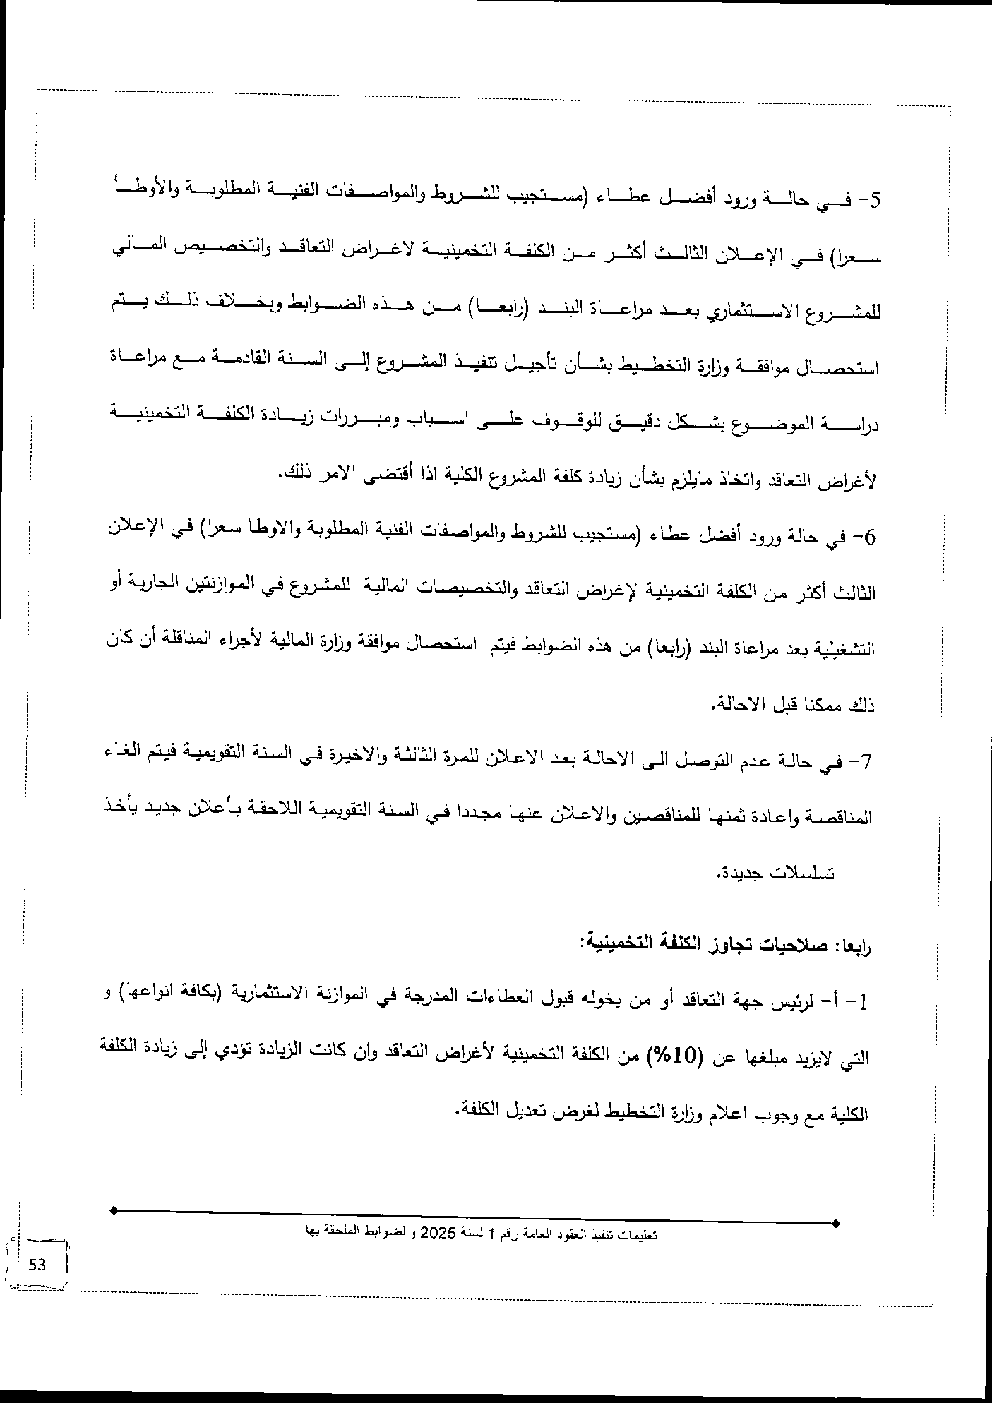 5- في حالة ورود أفضل عطاء (مستجيب للشروط والمواصفات الفنية المطلوبة والأوطأ
سعرا) في الإعلان الثالث أكثر من الكلفة التخمينية لاغراض التعاقد والتخصيص المالي
للمشروع الاستثماري بعد مراعاة البند (رابعا) من هذه الضوابط وبخلاف ذلك يتم
استحصال موافقة وزارة التخطيط بشأن تأجيل تنفيذ المشروع إلى السنة القادمة مع مراعاة
دراسة الموضوع بشكل دقيق للوقوف على اسباب ومبررات زيادة الكلفة التخمينية
لأغراض التعاقد واتخاذ مايلزم بشأن زيادة كلفة المشروع الكلية اذا أقتضى الامر ذلك.
6- في حالة ورود أفضل عطاء (مستجيب للشروط والمواصفات الفنية المطلوبة والاوطا سعرا) في الإعلان
الثالث أكثر من الكلفة التخمينية لإغراض التعاقد والتخصيصات المالية للمشروع في الموازنتين الجارية أو
التشغيلية بعد مراعاة البند (رابعا) من هذه الضوابط فيتم استحصال موافقة وزارة المالية لأجراء المناقلة أن كان
ذلك ممكنا قبل الاحالة.
7- في حالة عدم التوصل الى الاحالة بعد الاعلان للمرة الثالثة والاخيرة في السنة التقويمية فيتم الغاء
المناقصة واعادة ثمنها للمناقصين والاعلان عنها مجددا في السنة التقويمية اللاحقة بأعلان جديد يأخذ
تسلسلات جديدة.
رابعا: صلاحيات تجاوز الكلفة التخمينية:
1- أ- لرئيس جهة التعاقد أو من يخوله قبول العطاءات المدرجة في الموازنة الاستثمارية (بكافة انواعها) و
التي لايزيد مبلغها عن (10%) من الكلفة التخمينية لأغراض التعاقد وان كانت الزيادة تؤدي إلى زيادة الكلفة
الكلية مع وجوب اعلام وزارة التخطيط لغرض تعديل الكلفة.
تعليمات تنفيذ العقود العامة رقم 1 لسنة 2025 والضوابط الملحقة بها
53